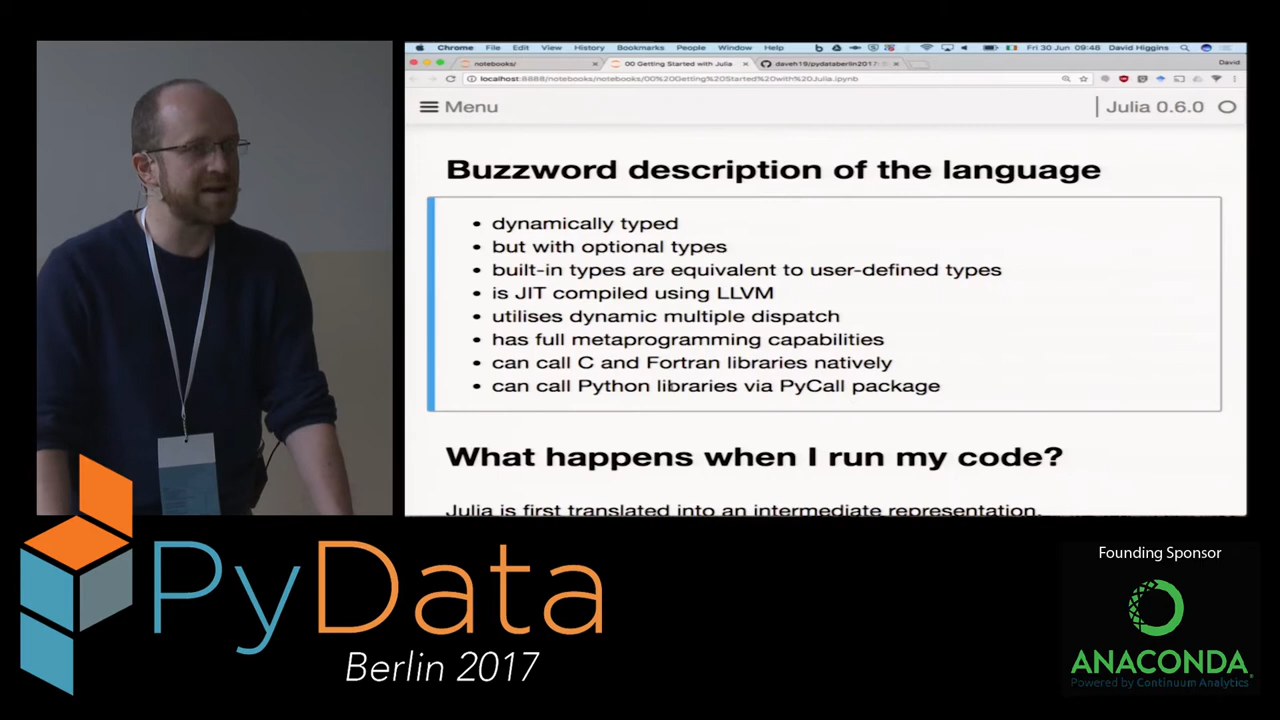 Chrome File Edit View History Bookmarks People Window Help Fri 30 Jun 09:48 David Higgins
notebooks/ 00 Getting Started with Julia daveh19/pydataberlin2017: David
localhost:8888/notebooks/notebooks/00%20Getting%20Started%20with%20Julia.ipynb
Menu Julia 0.6.0
Buzzword description of the language
• dynamically typed
• but with optional types
• built-in types are equivalent to user-defined types
• is JIT compiled using LLVM
• utilises dynamic multiple dispatch
• has full metaprogramming capabilities
• can call C and Fortran libraries natively
• can call Python libraries via PyCall package
What happens when I run my code?
Julia is first translated into an intermediate representation.
PyData
Berlin 2017
Founding Sponsor
ANACONDA
Powered by Continuum Analytics